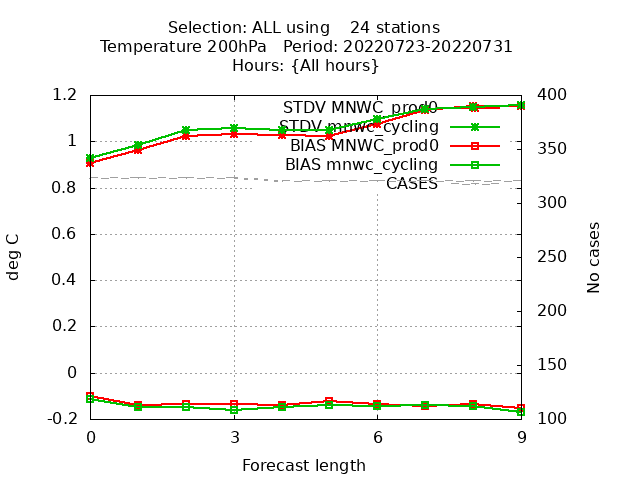 Selection: ALL using    24 stations
Temperature 200hPa   Period: 20220723-20220731
Hours: {All hours}
STDV MNWC_prod0
STDV mnwc_cycling
BIAS MNWC_prod0
BIAS mnwc_cycling
CASES
1.2
1
0.8
0.6
0.4
0.2
0
-0.2
deg C
400
350
300
250
200
150
100
No cases
0
3
6
9
Forecast length